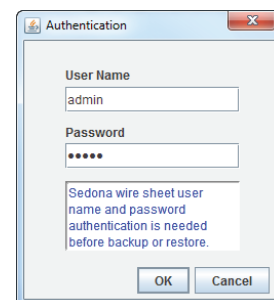 Authentication
User Name
admin
Password
•••••
Sedona wire sheet user
name and password
authentication is needed
before backup or restore.
OK
Cancel